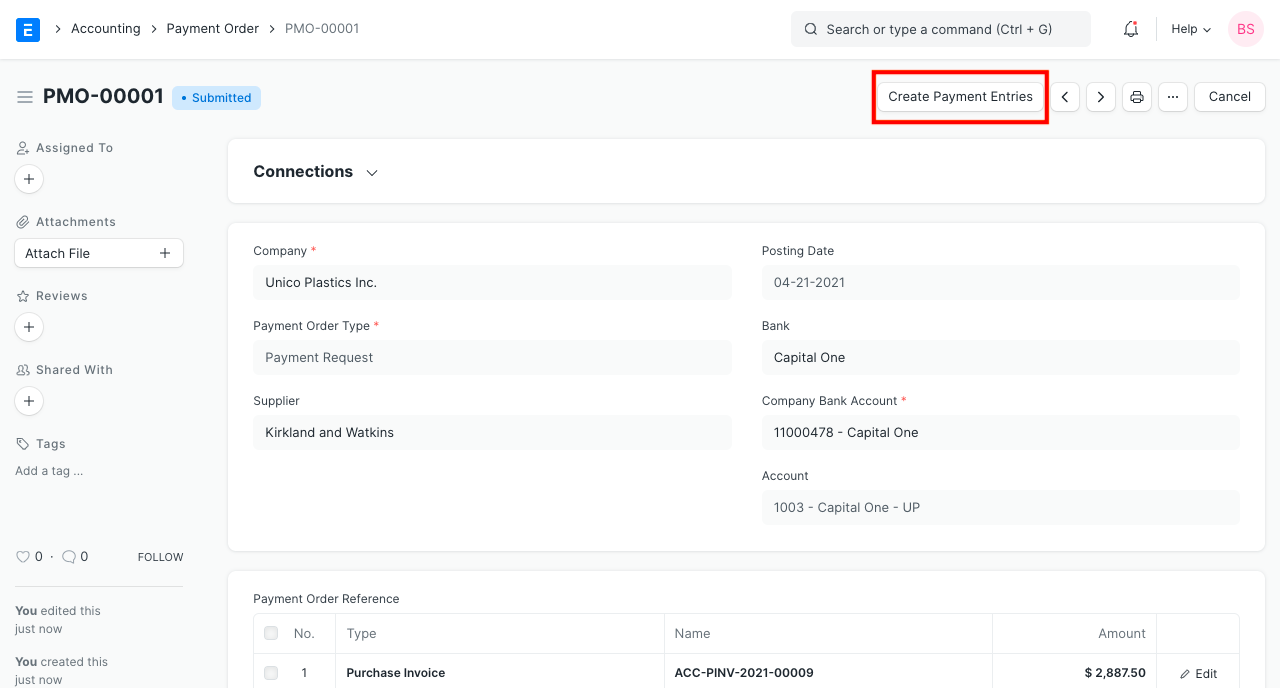 E
Accounting
Payment Order
PMO-00001
Search or type a command (Ctrl + G)
Help
BS
PMO-00001
• Submitted
Create Payment Entries
...
Cancel
Assigned To
Attachments
Attach File
Reviews
Shared With
Tags
Add a tag ...
0 · 0 FOLLOW
You edited this
just now
You created this
just now
Connections
Company *
Unico Plastics Inc.
Posting Date
04-21-2021
Payment Order Type *
Payment Request
Bank
Capital One
Supplier
Kirkland and Watkins
Company Bank Account *
11000478 - Capital One
Account
1003 - Capital One - UP
Payment Order Reference
No. Type Name Amount
1 Purchase Invoice ACC-PINV-2021-00009 $ 2,887.50 Edit